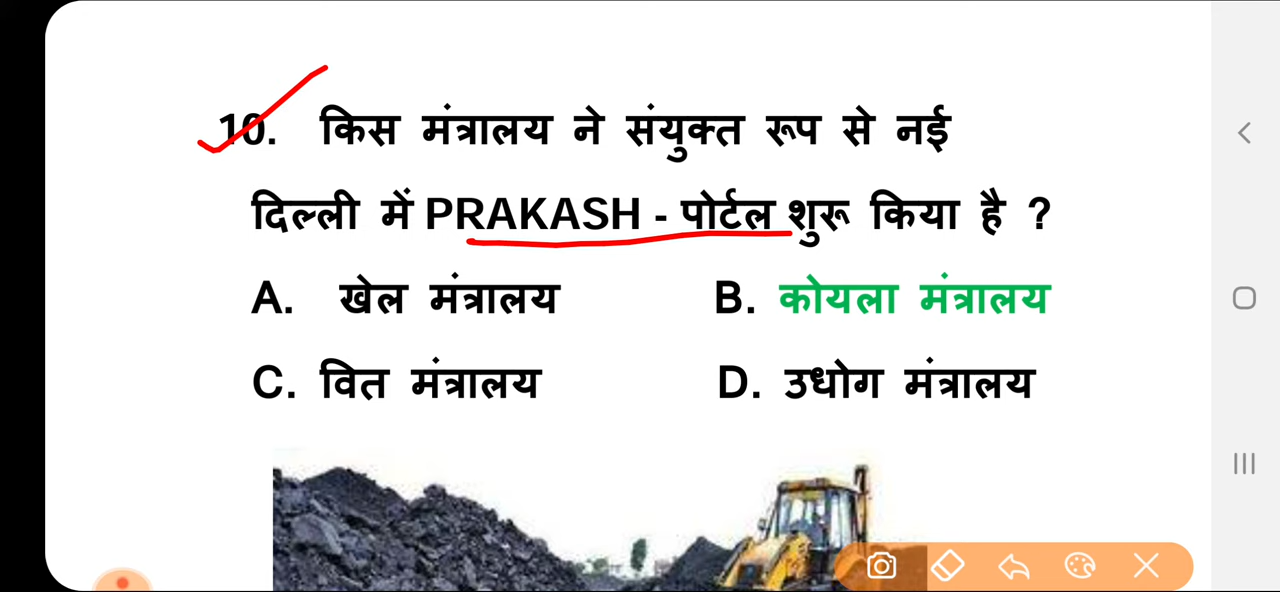 10. किस मंत्रालय ने संयुक्त रूप से नई
दिल्ली में PRAKASH - पोर्टल शुरू किया है ?
A. खेल मंत्रालय B. कोयला मंत्रालय
C. वित मंत्रालय D. उधोग मंत्रालय